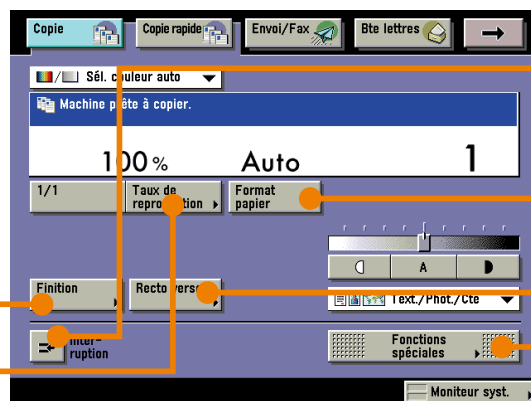 Copie
Copie rapide
Envoi/Fax
Bte lettres
Sél. couleur auto
Machine prête à copier.
100 % Auto 1
1/1
Taux de
reproduction
Format
papier
A
Finition
Recto verso
Text./Phot./Cte
Inter-
ruption
Fonctions
spéciales
Moniteur syst.